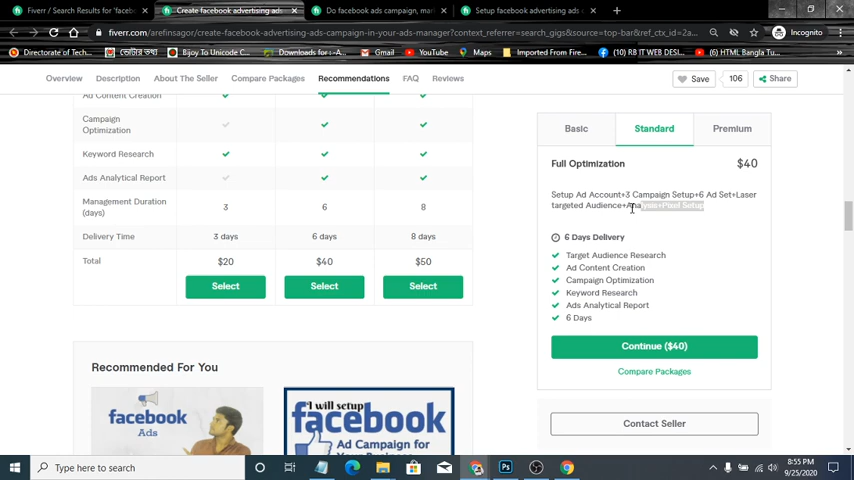 Fiverr / Search Results for 'faceb
Create facebook advertising ads
Do facebook ads campaign, mar
Setup facebook advertising ads
fiverr.com/arefinsagor/create-facebook-advertising-ads-campaign-in-your-ads-manager?context_referrer=search_gigs&source=top-bar&ref_ctx_id=2a...
Incognito
Directorate of Tech...
Bijoy To Unicode C...
Downloads for :-A...
Gmail
YouTube
Maps
Imported From Fire...
(10) RB IT WEB DESI...
(6) HTML Bangla Tu...
Overview Description About The Seller Compare Packages Recommendations FAQ Reviews
Save 106 Share
Ad Content Creation
Campaign
Optimization
Keyword Research
Ads Analytical Report
Management Duration 3 6 8
(days)
Delivery Time 3 days 6 days 8 days
Total $20 $40 $50
Select Select Select
Recommended For You
facebook
Ads
I will setup
facebook
Ad Campaign for
Basic Standard Premium
Full Optimization $40
Setup Ad Account+3 Campaign Setup+6 Ad Set+Laser
targeted Audience+Analysis+Pixel Setup
6 Days Delivery
Target Audience Research
Ad Content Creation
Campaign Optimization
Keyword Research
Ads Analytical Report
6 Days
Continue ($40)
Compare Packages
Contact Seller
Type here to search
8:55 PM
9/25/2020